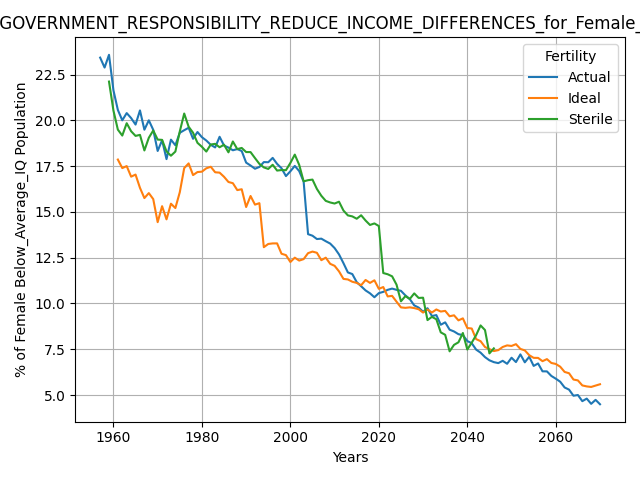 GOVERNMENT_RESPONSIBILITY_REDUCE_INCOME_DIFFERENCES_for_Female_
Fertility
Actual
Ideal
Sterile
% of Female Below_Average_IQ Population
22.5
20.0
17.5
15.0
12.5
10.0
7.5
5.0
1960
1980
2000
2020
2040
2060
Years